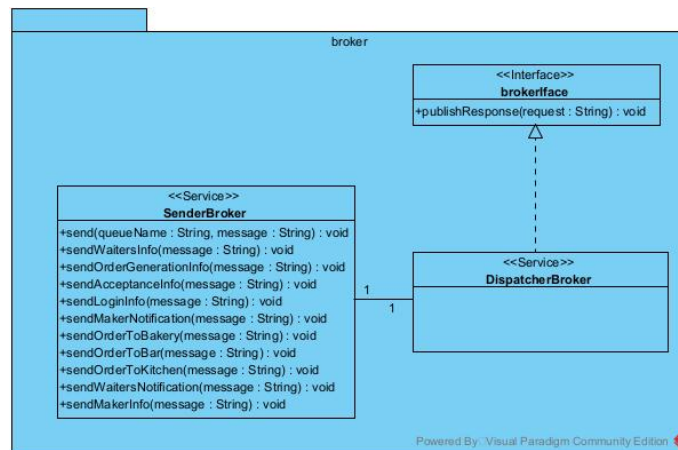 broker
<<Interface>>
brokerIface
+publishResponse(request : String) : void
<<Service>>
SenderBroker
+send(queueName : String, message : String) : void
+sendWaitersInfo(message : String) : void
+sendOrderGenerationInfo(message : String) : void
+sendAcceptanceInfo(message : String) : void
+sendLoginInfo(message : String) : void
+sendMakerNotification(message : String) : void
+sendOrderToBakery(message : String) : void
+sendOrderToBar(message : String) : void
+sendOrderToKitchen(message : String) : void
+sendWaitersNotification(message : String) : void
+sendMakerInfo(message : String) : void
1
1
<<Service>>
DispatcherBroker
Powered By Visual Paradigm Community Edition